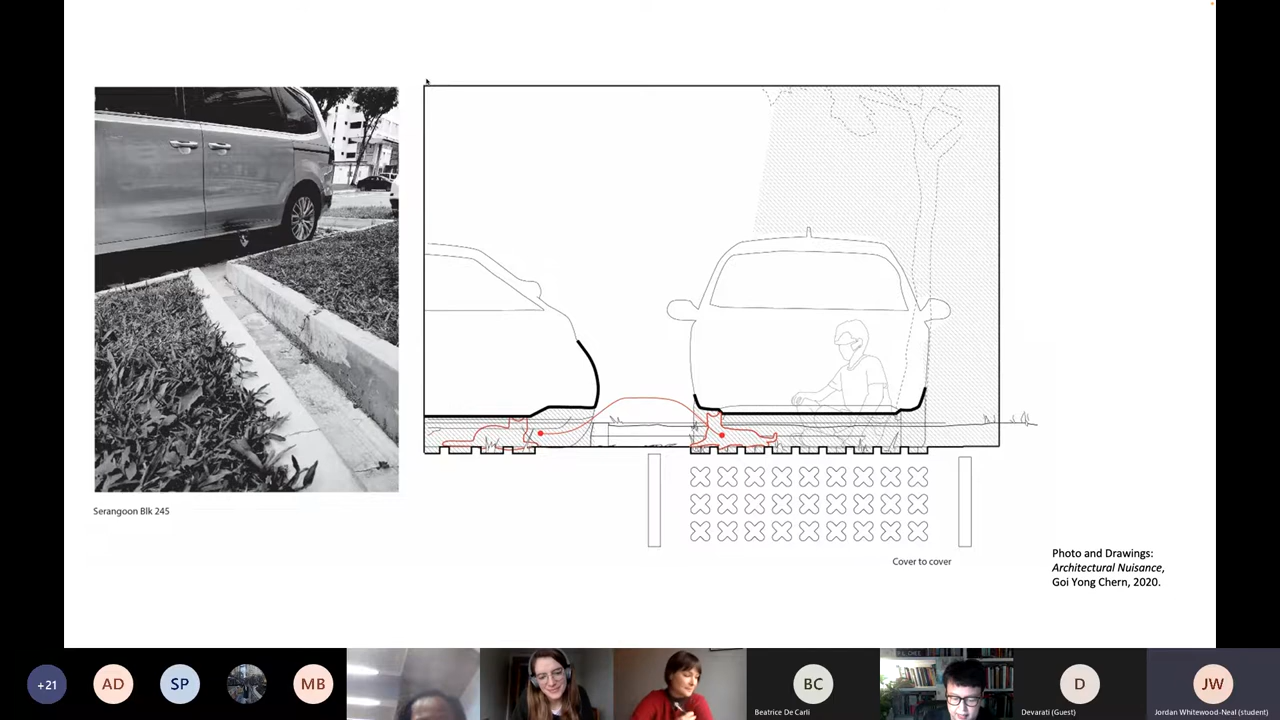 Serangoon Blk 245
Cover to cover
Photo and Drawings:
Architectural Nuisance,
Goi Yong Chern, 2020.
+21
AD
SP
MB
BC
Beatrice De Carli
D
Devarati (Guest)
JW
Jordan Whitewood-Neal (student)